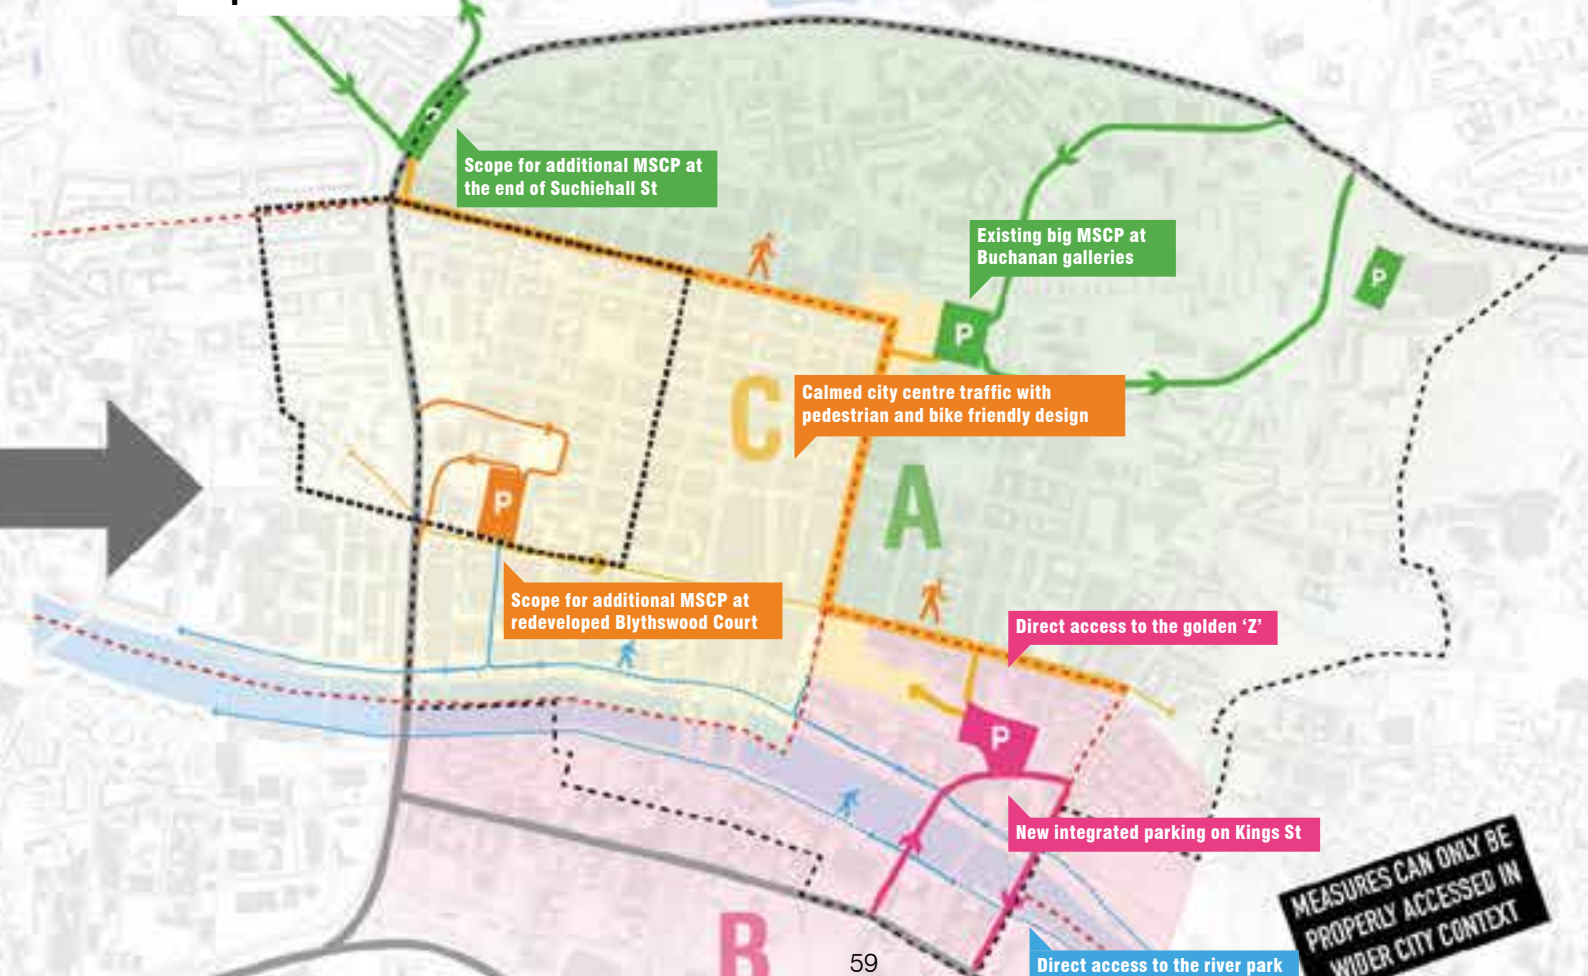 P
Scope for additional MSCP at
the end of Suchiehall St
Existing big MSCP at
Buchanan galleries
P
P
C
Calmed city centre traffic with
pedestrian and bike friendly design
A
P
Scope for additional MSCP at
redeveloped Blythswood Court
Direct access to the golden ‘Z’
P
New integrated parking on Kings St
MEASURES CAN ONLY BE
PROPERLY ACCESSED IN
WIDER CITY CONTEXT
B
59
Direct access to the river park